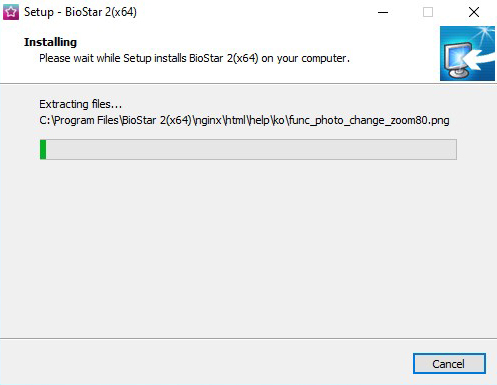 Setup - BioStar 2(x64)
Installing
Please wait while Setup installs BioStar 2(x64) on your computer.
Extracting files...
C:\Program Files\BioStar 2(x64)\nginx\html\help\ko\func_photo_change_zoom80.png
Cancel